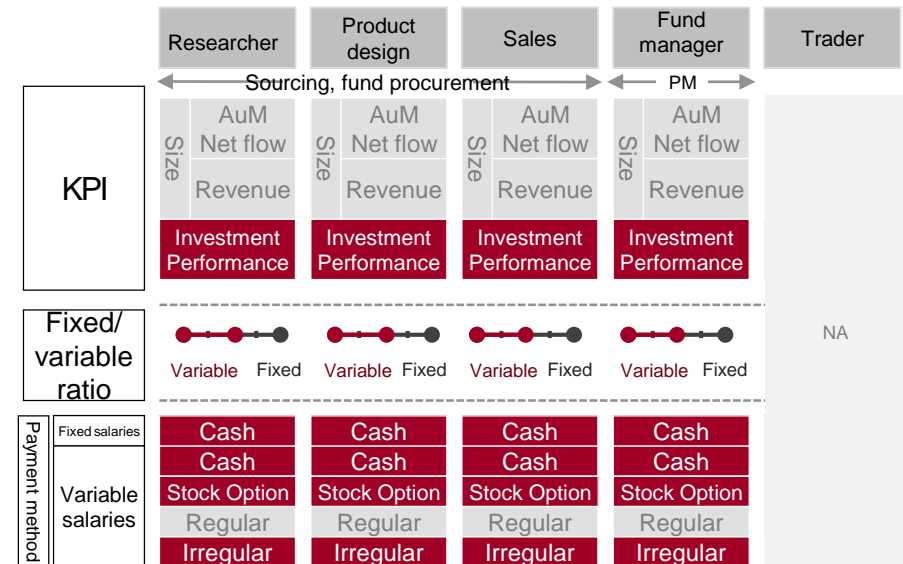 Researcher
Product
design
Sales
Fund
manager
Trader
Sourcing, fund procurement
PM
KPI
Size
AuM
Net flow
Revenue
Investment
Performance
Size
AuM
Net flow
Revenue
Investment
Performance
Size
AuM
Net flow
Revenue
Investment
Performance
Size
AuM
Net flow
Revenue
Investment
Performance
NA
Fixed/
variable
ratio
Variable Fixed
Variable Fixed
Variable Fixed
Variable Fixed
Payment method
Fixed salaries
Cash
Cash
Cash
Cash
Variable
salaries
Cash
Cash
Cash
Cash
Stock Option
Stock Option
Stock Option
Stock Option
Regular
Regular
Regular
Regular
Irregular
Irregular
Irregular
Irregular